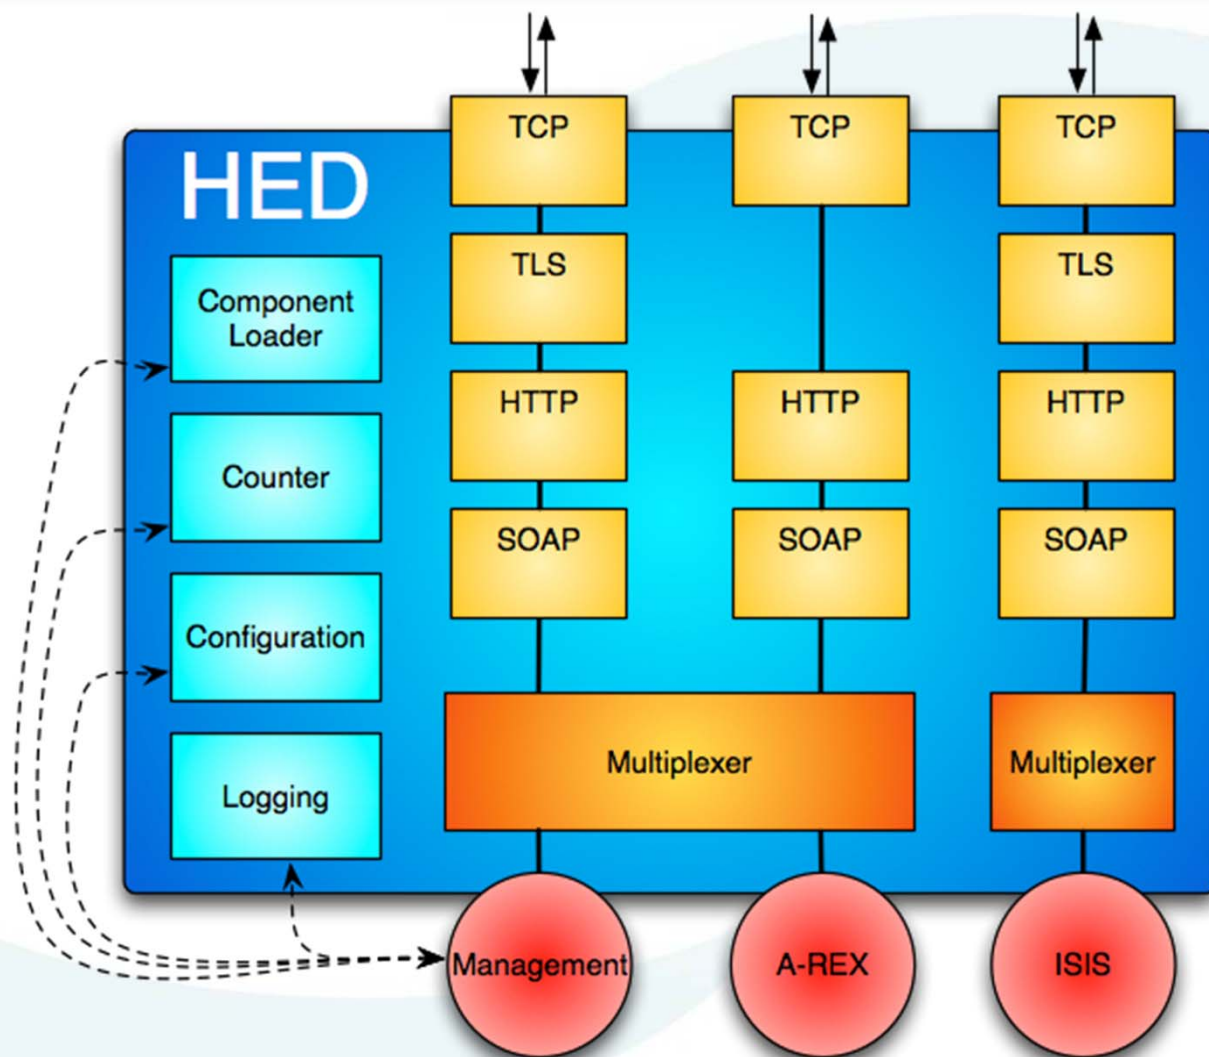 HED
Component
Loader
Counter
Configuration
Logging
TCP
TLS
HTTP
SOAP
TCP
HTTP
SOAP
TCP
TLS
HTTP
SOAP
Multiplexer
Multiplexer
Management
A-REX
ISIS